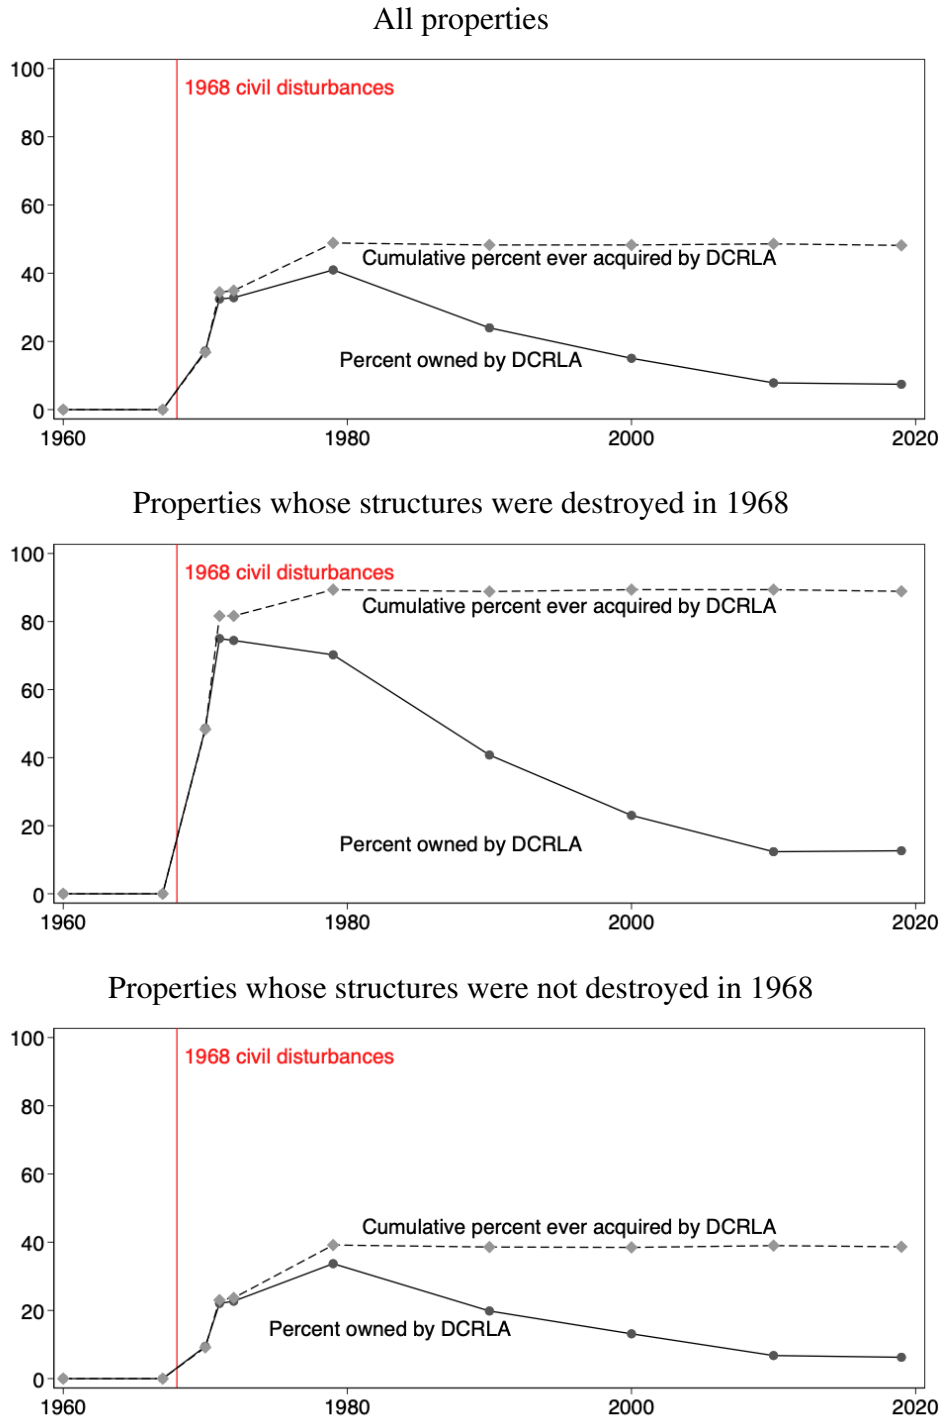 All properties
100
1968 civil disturbances
80
60
Cumulative percent ever acquired by DCRLA
40
20
Percent owned by DCRLA
0
1960 1980 2000 2020
Properties whose structures were destroyed in 1968
100
1968 civil disturbances
Cumulative percent ever acquired by DCRLA
80
60
40
20
Percent owned by DCRLA
0
1960 1980 2000 2020
Properties whose structures were not destroyed in 1968
100
1968 civil disturbances
80
60
Cumulative percent ever acquired by DCRLA
40
20
Percent owned by DCRLA
0
1960 1980 2000 2020